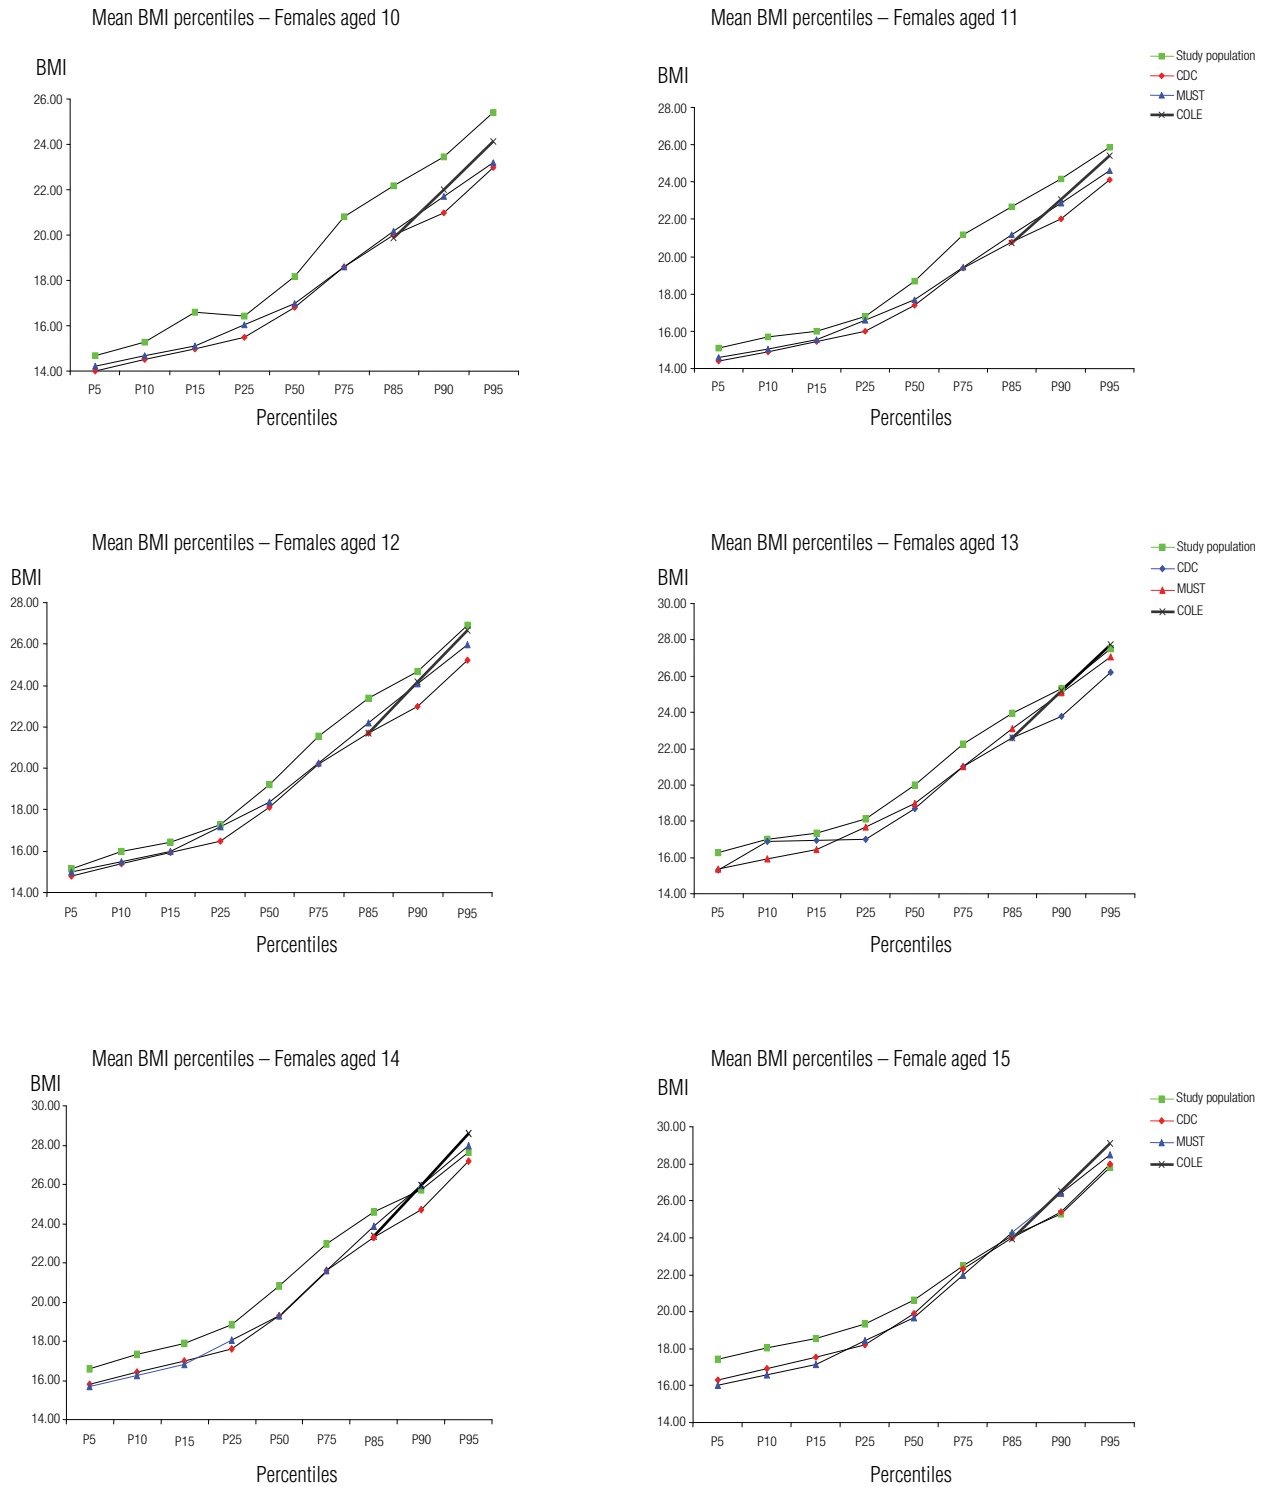 Mean BMI percentiles – Females aged 10
BMI
26.00
24.00
22.00
20.00
18.00
16.00
14.00
P5 P10 P15 P25 P50 P75 P85 P90 P95
Percentiles
Mean BMI percentiles – Females aged 11
BMI
28.00
26.00
24.00
22.00
20.00
18.00
16.00
14.00
P5 P10 P15 P25 P50 P75 P85 P90 P95
Percentiles
Study population
CDC
MUST
COLE
Mean BMI percentiles – Females aged 12
BMI
28.00
26.00
24.00
22.00
20.00
18.00
16.00
14.00
P5 P10 P15 P25 P50 P75 P85 P90 P95
Percentiles
Mean BMI percentiles – Females aged 13
BMI
30.00
28.00
26.00
24.00
22.00
20.00
18.00
16.00
14.00
P5 P10 P15 P25 P50 P75 P85 P90 P95
Percentiles
Study population
CDC
MUST
COLE
Mean BMI percentiles – Females aged 14
BMI
30.00
28.00
26.00
24.00
22.00
20.00
18.00
16.00
14.00
P5 P10 P15 P25 P50 P75 P85 P90 P95
Percentiles
Mean BMI percentiles – Female aged 15
BMI
30.00
28.00
26.00
24.00
22.00
20.00
18.00
16.00
14.00
P5 P10 P15 P25 P50 P75 P85 P90 P95
Percentiles
Study population
CDC
MUST
COLE